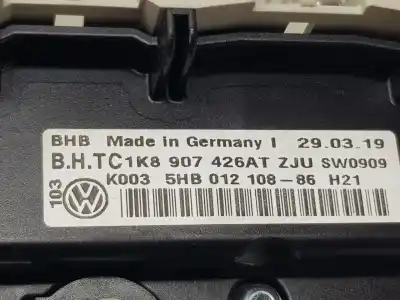 BHB Made in Germany I 29.03.19
B.H.TC1K8 907 426AT ZJU SW0909
K003 5HB 012 108-86 H21
103